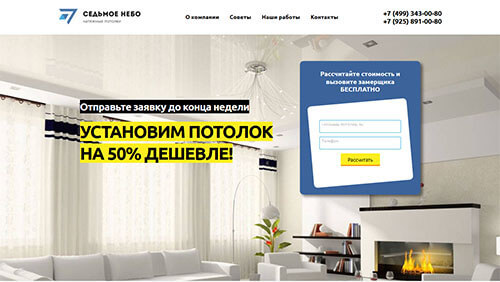 СЕДЬМОЕ НЕБО
НАТЯЖНЫЕ ПОТОЛКИ
О компании Советы Наши работы Контакты
+7 (499) 343-00-80
+7 (925) 891-00-80
Отправьте заявку до конца недели
УСТАНОВИМ ПОТОЛОК
НА 50% ДЕШЕВЛЕ!
Рассчитайте стоимость и
вызовите замерщика
БЕСПЛАТНО
Телефон
Рассчитать